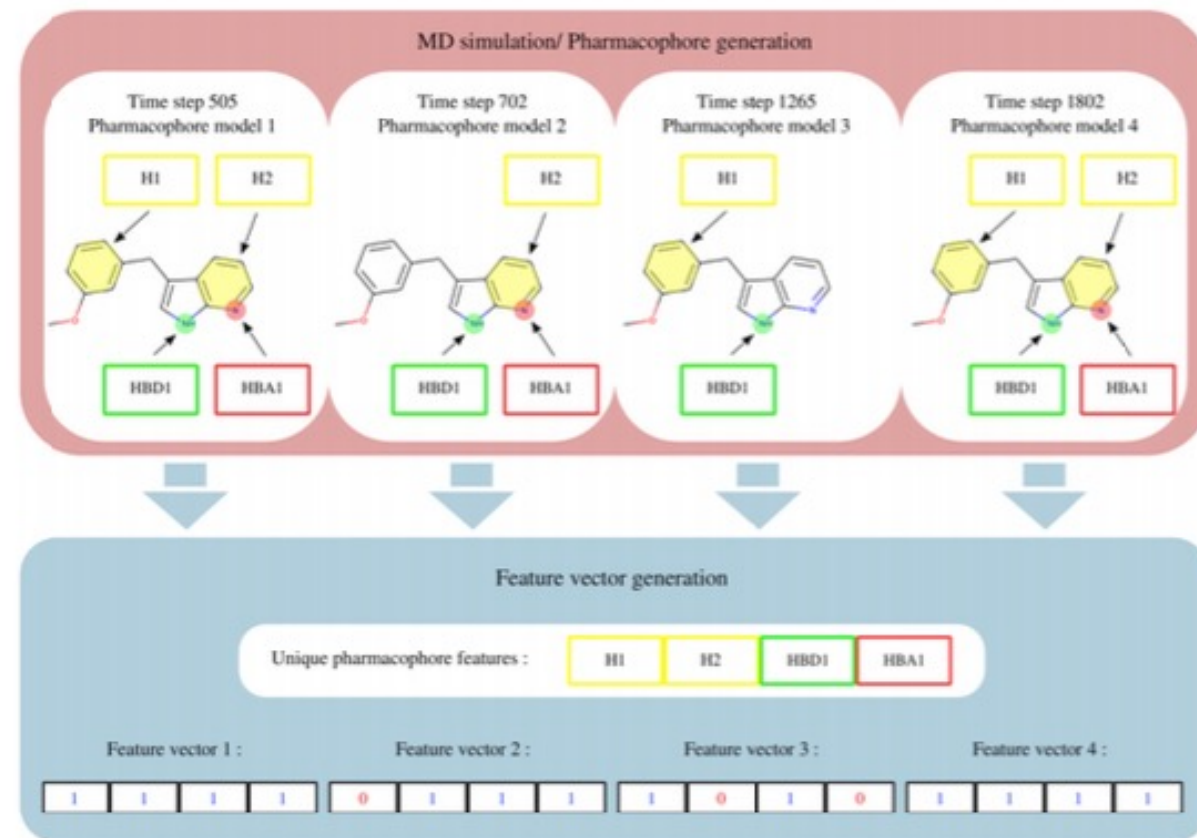 MD simulation/ Pharmacophore generation
Time step 505
Pharmacophore model 1
H1 H2
HBD1 HBA1
Time step 702
Pharmacophore model 2
H2
HBD1 HBA1
Time step 1265
Pharmacophore model 3
H1
HBD1
Time step 1802
Pharmacophore model 4
H1 H2
HBD1 HBA1
Feature vector generation
Unique pharmacophore features : H1 H2 HBD1 HBA1
Feature vector 1 :
1 1 1 1
Feature vector 2 :
0 1 1 1
Feature vector 3 :
1 0 1 0
Feature vector 4 :
1 1 1 1